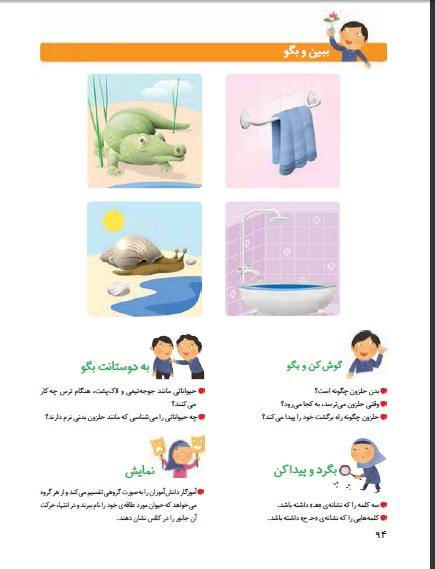 ببین و بگو
گوش کن و بگو
بدن حلزون چگونه است؟
وقتی حلزون می‌ترسد، به کجا می‌رود؟
حلزون چگونه راه برگشت خود را پیدا می‌کند؟
به دوستانت بگو
حیواناتی مانند جوجه‌تیغی و لاک‌پشت، هنگام ترس چه‌کار
می‌کنند؟
چه حیواناتی را می‌شناسی که مانند حلزون بدنی نرم دارند؟
بگرد و پیدا کن
سه کلمه را که نشانه‌ی «هـ» داشته باشد.
کلمه‌هایی را که نشانه‌ی «حـ ح» داشته باشد.
نمایش
آموزگار دانش‌آموزان را به‌صورت گروهی تقسیم می‌کند و از هر گروه
می‌خواهد که حیوان مورد علاقه‌ی خود را نام ببرند و در انتها، حرکت
آن جانور را در کلاس نشان دهند.
۹۴